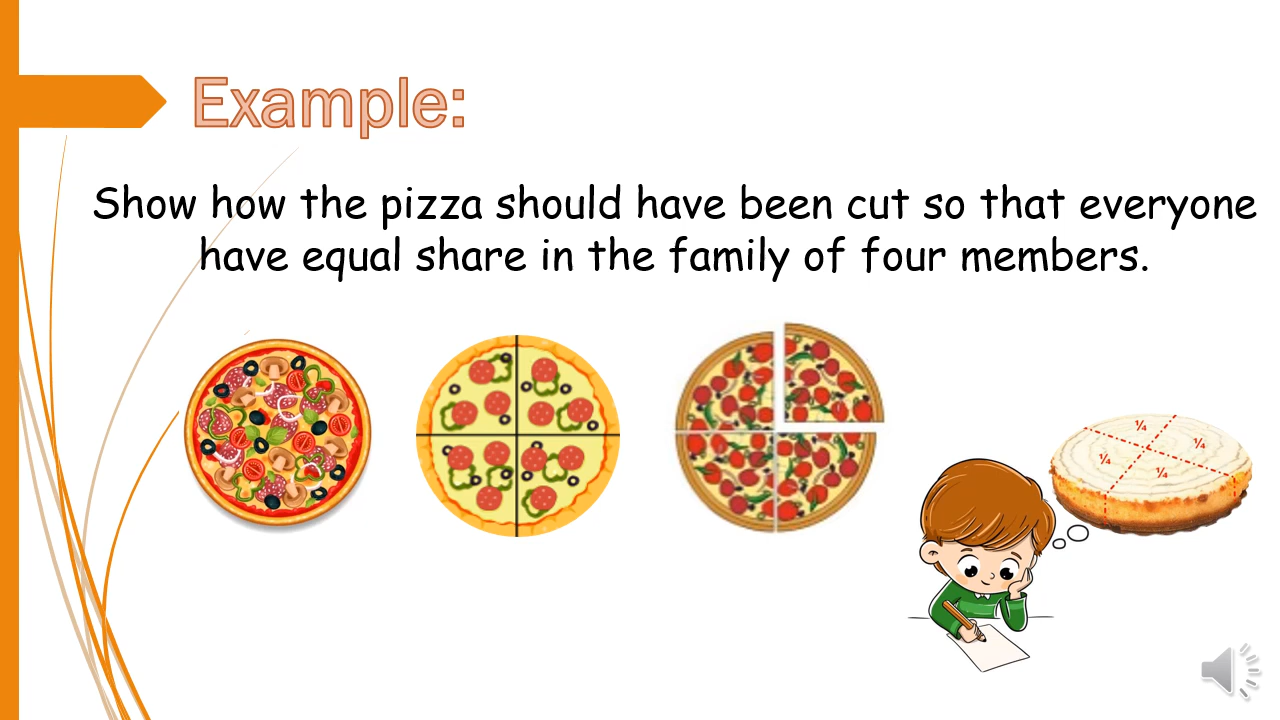 Example:
Show how the pizza should have been cut so that everyone
have equal share in the family of four members.
¼
¼
¼
¼